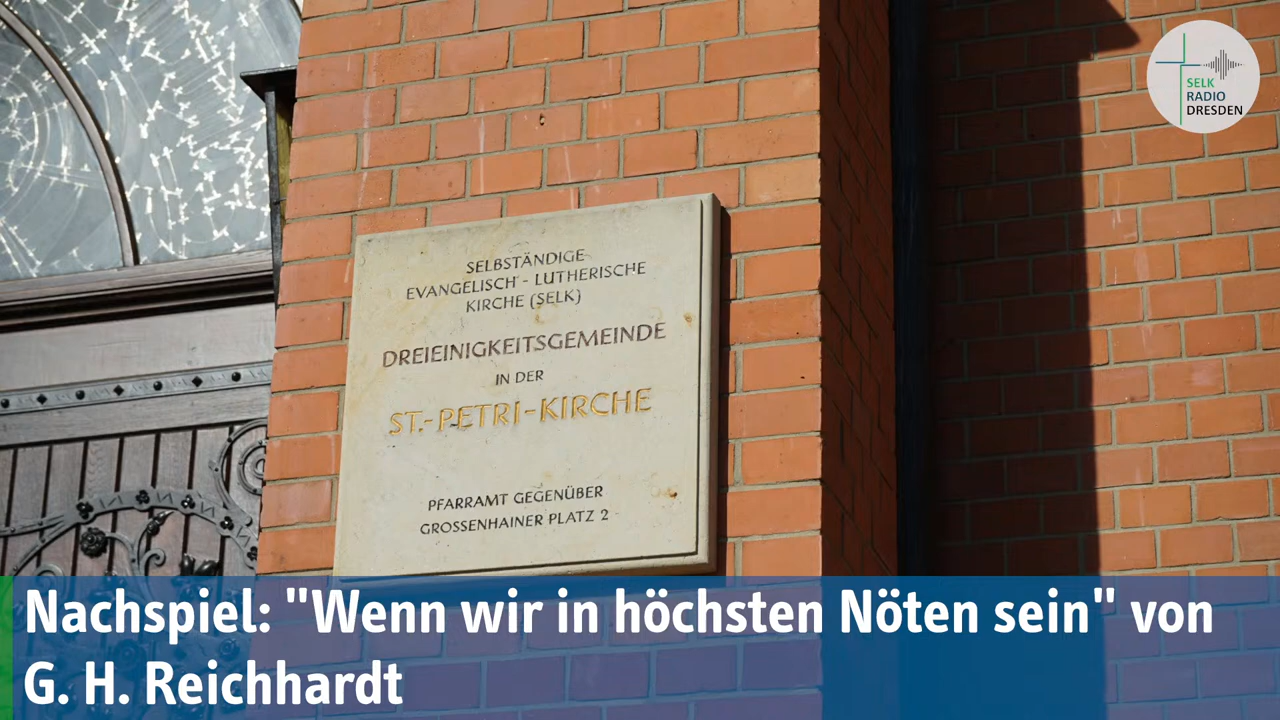 SELK
RADIO
DRESDEN
SELBSTÄNDIGE
EVANGELISCH - LUTHERISCHE
KIRCHE (SELK)
DREIEINIGKEITSGEMEINDE
IN DER
ST.-PETRI-KIRCHE
PFARRAMT GEGENÜBER
GROSSENHAINER PLATZ 2
Nachspiel: "Wenn wir in höchsten Nöten sein" von
G. H. Reichhardt